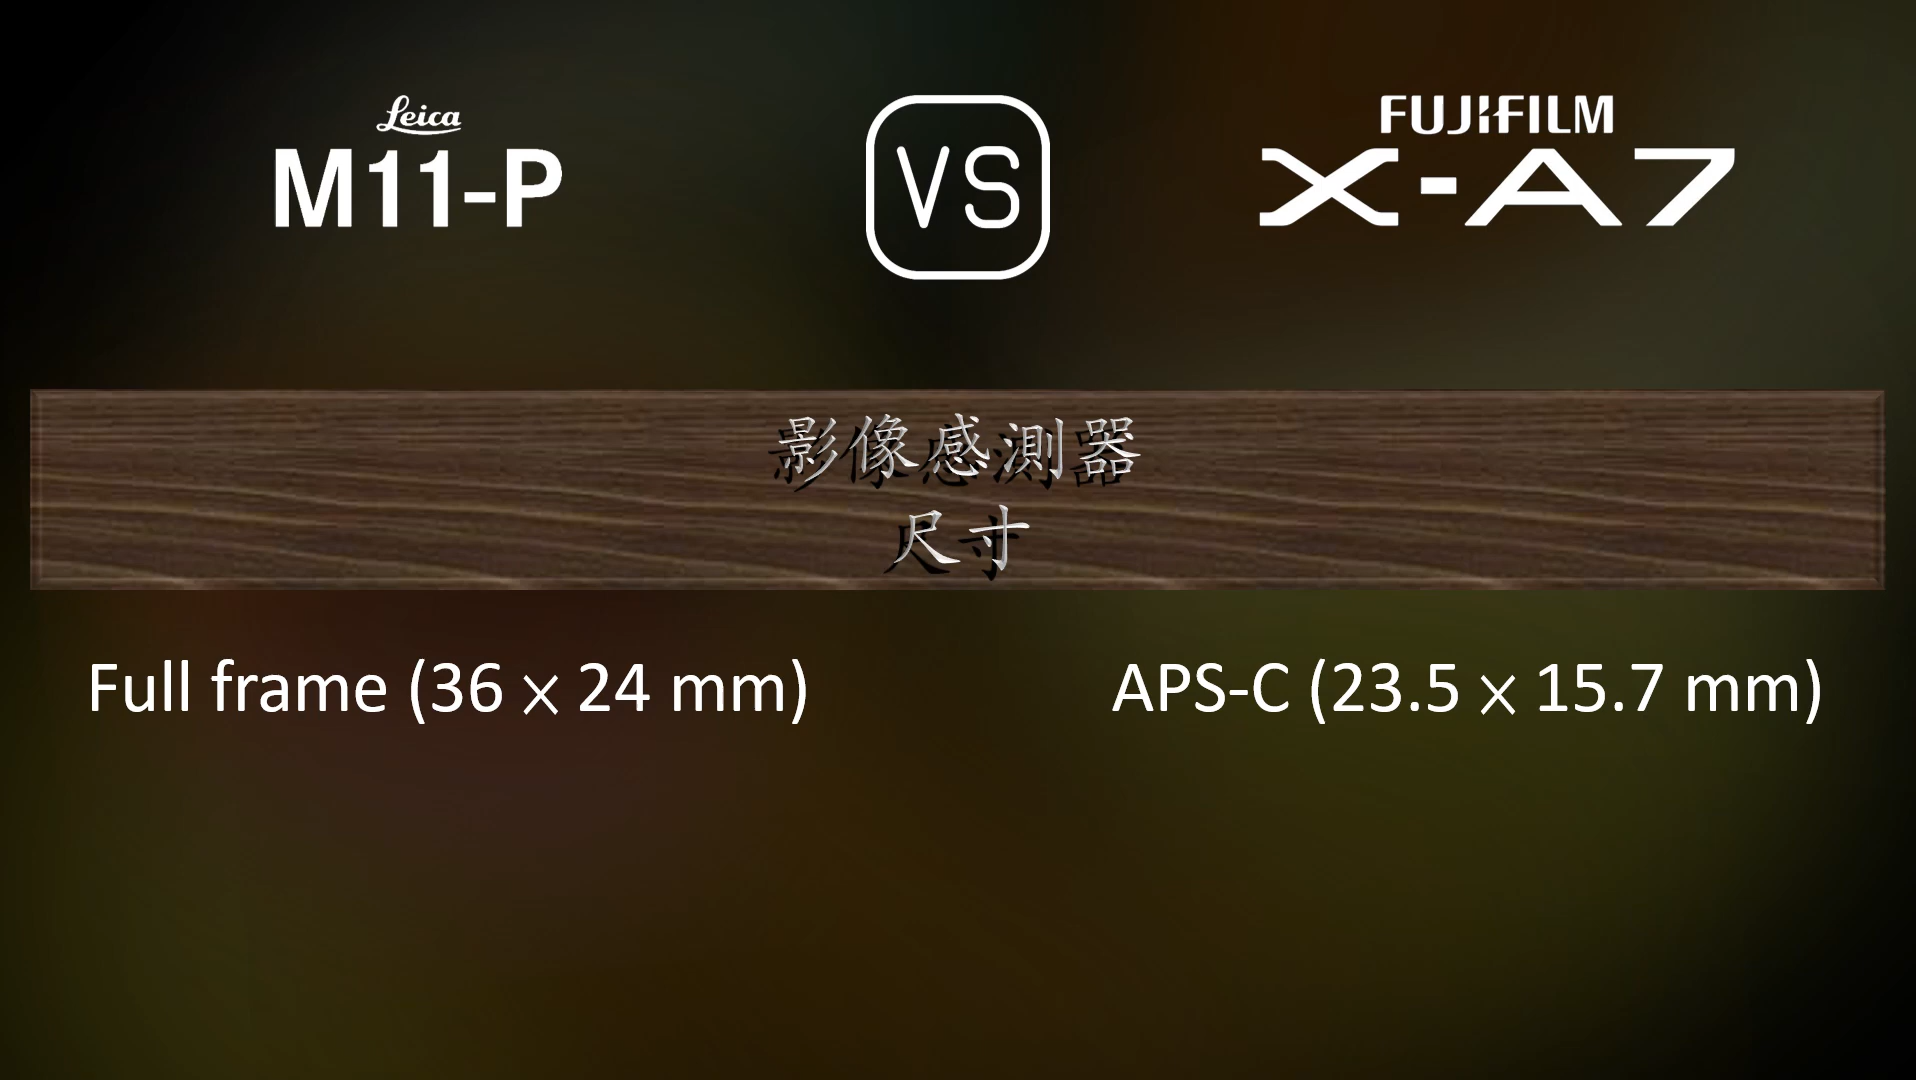 Leica
M11-P
VS
FUJIFILM
X-A7
影像感測器
尺寸
Full frame (36 x 24 mm)
APS-C (23.5 x 15.7 mm)